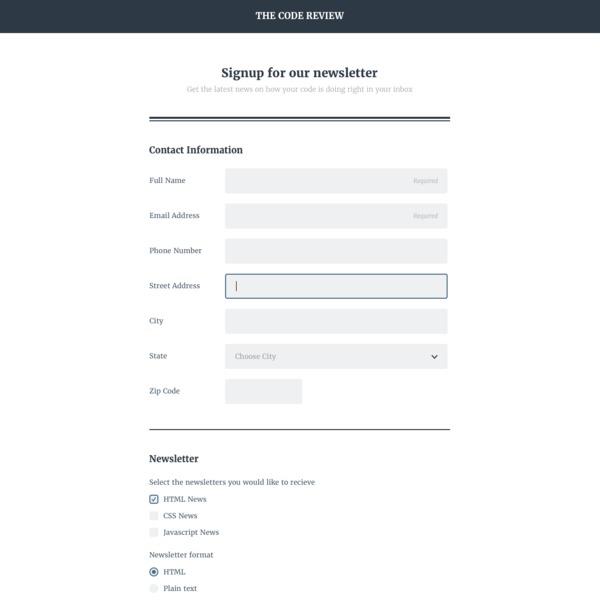 THE CODE REVIEW
Signup for our newsletter
Get the latest news on how your code is doing right in your inbox
Contact Information
Full Name Required
Email Address Required
Phone Number
Street Address
City
State Choose City
Zip Code
Newsletter
Select the newsletters you would like to recieve
HTML News
CSS News
Javascript News
Newsletter format
HTML
Plain text